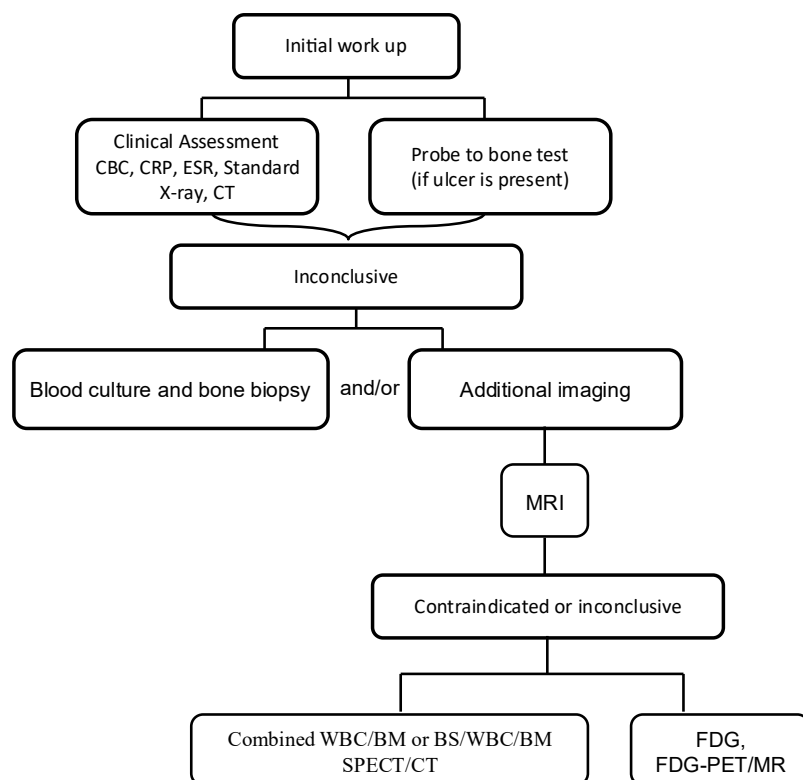 Initial work up
Clinical Assessment
CBC, CRP, ESR, Standard
X-ray, CT
Probe to bone test
(if ulcer is present)
Inconclusive
Blood culture and bone biopsy
and/or
Additional imaging
MRI
Contraindicated or inconclusive
Combined WBC/BM or BS/WBC/BM
SPECT/CT
FDG,
FDG-PET/MR